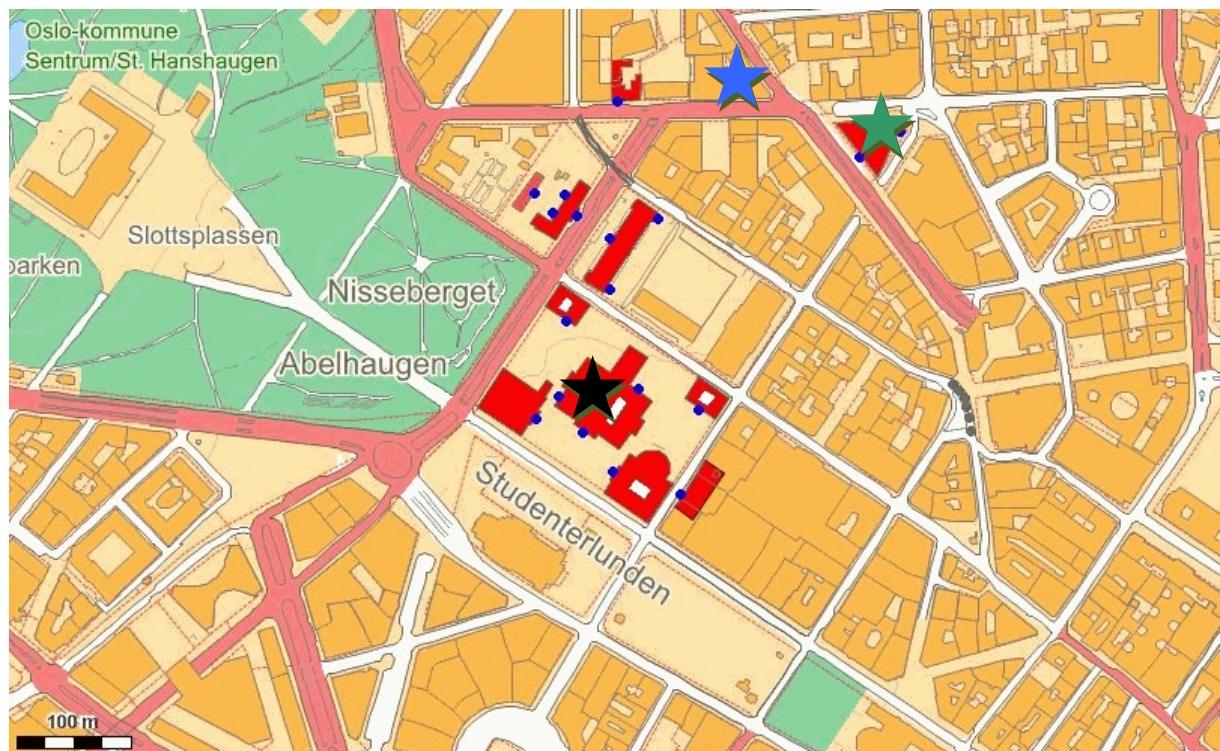 Oslo-kommune
Sentrum/St. Hanshaugen
Slottsplassen
parken
Nisseberget
Abelhaugen
Studenterlunden
100 m